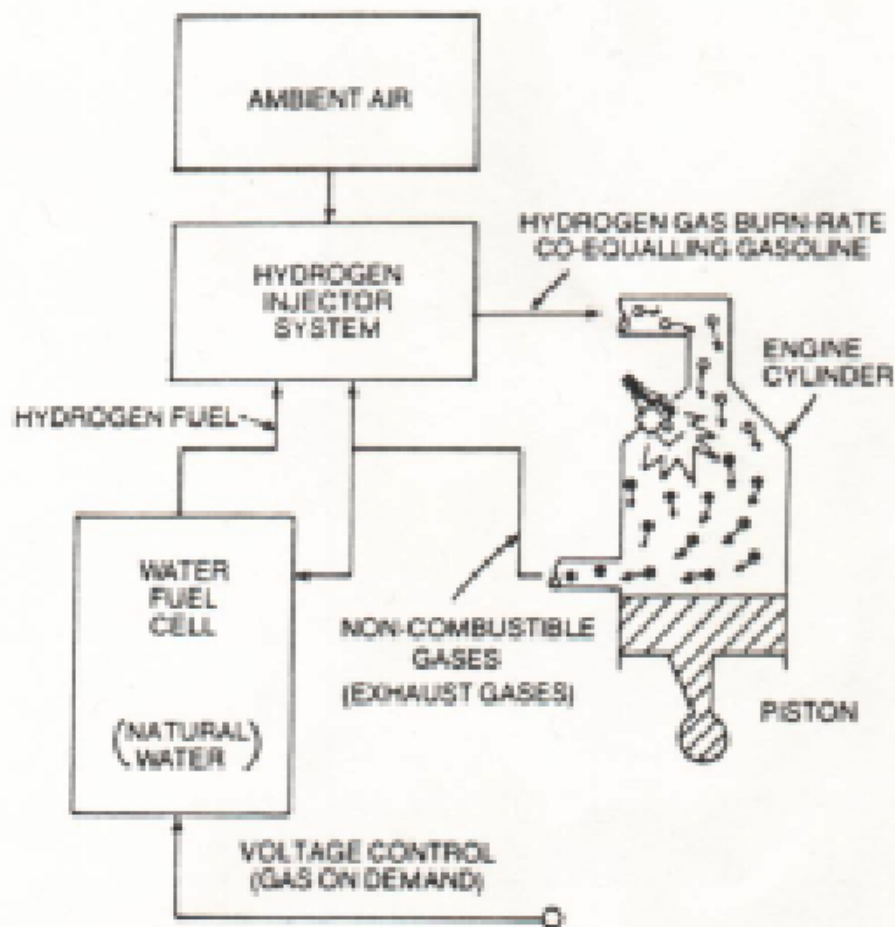 AMBIENT AIR
HYDROGEN
INJECTOR
SYSTEM
HYDROGEN GAS BURN-RATE
CO-EQUALLING GASOLINE
ENGINE
CYLINDER
HYDROGEN FUEL
WATER
FUEL
CELL
(NATURAL
WATER)
NON-COMBUSTIBLE
GASES
(EXHAUST GASES)
PISTON
VOLTAGE CONTROL
(GAS ON DEMAND)